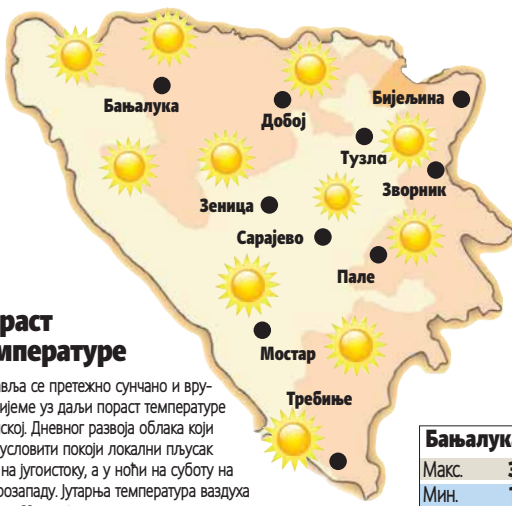 Бањалука
Добој
Бијељина
Тузла
Зворник
Зеница
Сарајево
Пале
Мостар
Требиње
раст
мпературе
вља се претежно сунчано и вру-
ијеме уз даљи пораст температуре
ској. Дневног развоја облака који
условити покоји локални пљусак
на југоистоку, а у ноћи на суботу на
розападу. Јутарња температура ваздуха
Бањалука
Макс.
Мин.